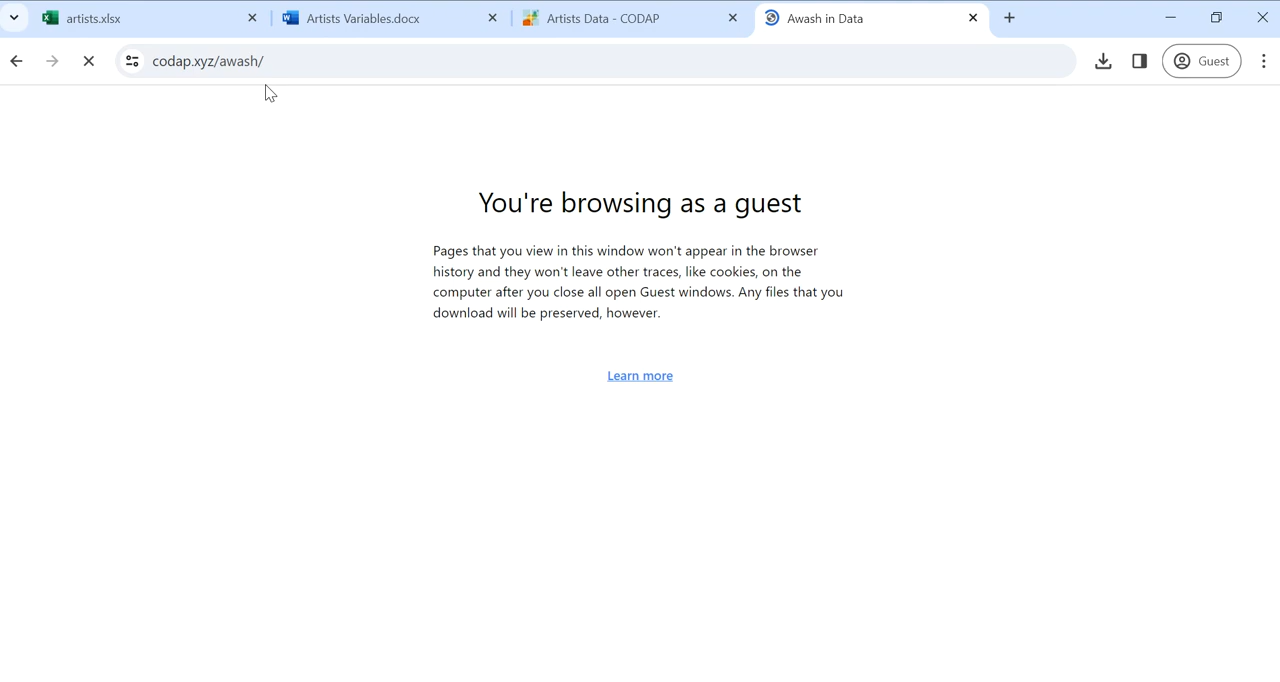 artists.xlsx
Artists Variables.docx
Artists Data - CODAP
Awash in Data
codap.xyz/awash/
Guest
You're browsing as a guest
Pages that you view in this window won't appear in the browser
history and they won't leave other traces, like cookies, on the
computer after you close all open Guest windows. Any files that you
download will be preserved, however.
Learn more